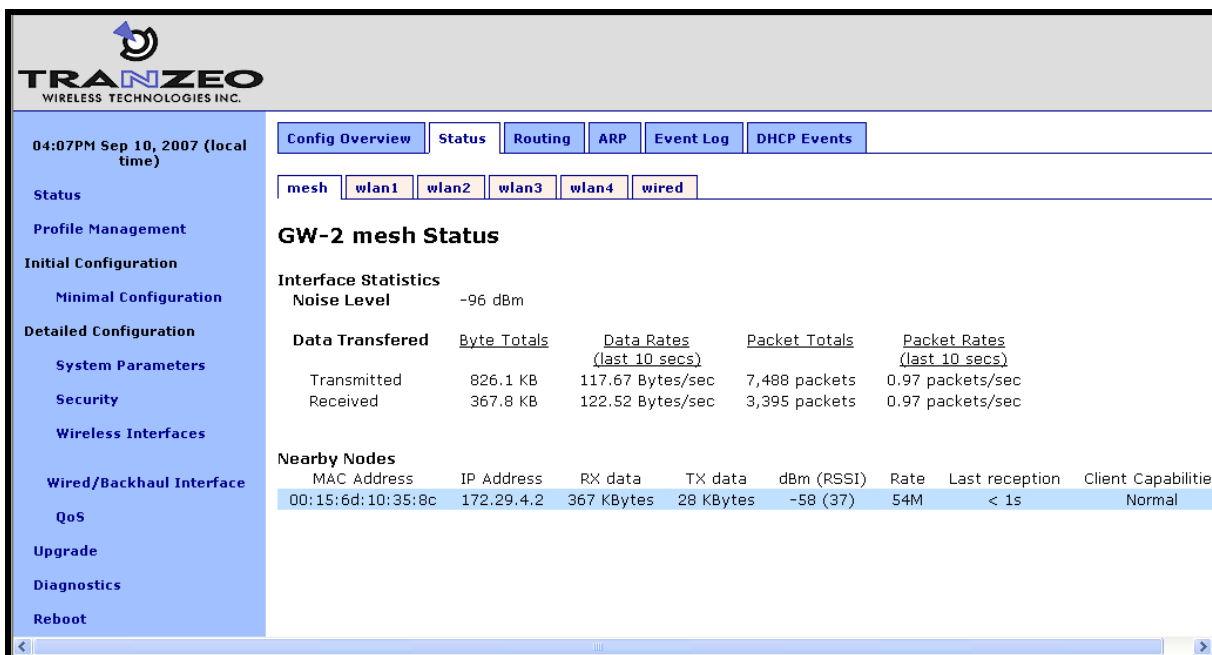 TRANZEO
WIRELESS TECHNOLOGIES INC.
04:07PM Sep 10, 2007 (local
time)
Status
Profile Management
Initial Configuration
Minimal Configuration
Detailed Configuration
System Parameters
Security
Wireless Interfaces
Wired/Backhaul Interface
QoS
Upgrade
Diagnostics
Reboot
Config Overview Status Routing ARP Event Log DHCP Events
mesh wlan1 wlan2 wlan3 wlan4 wired
GW-2 mesh Status
Interface Statistics
Noise Level -96 dBm
Data Transfered Byte Totals Data Rates Packet Totals Packet Rates
(last 10 secs) (last 10 secs)
Transmitted 826.1 KB 117.67 Bytes/sec 7,488 packets 0.97 packets/sec
Received 367.8 KB 122.52 Bytes/sec 3,395 packets 0.97 packets/sec
Nearby Nodes
MAC Address IP Address RX data TX data dBm (RSSI) Rate Last reception Client Capabilitie
00:15:6d:10:35:8c 172.29.4.2 367 KBytes 28 KBytes -58 (37) 54M < 1s Normal